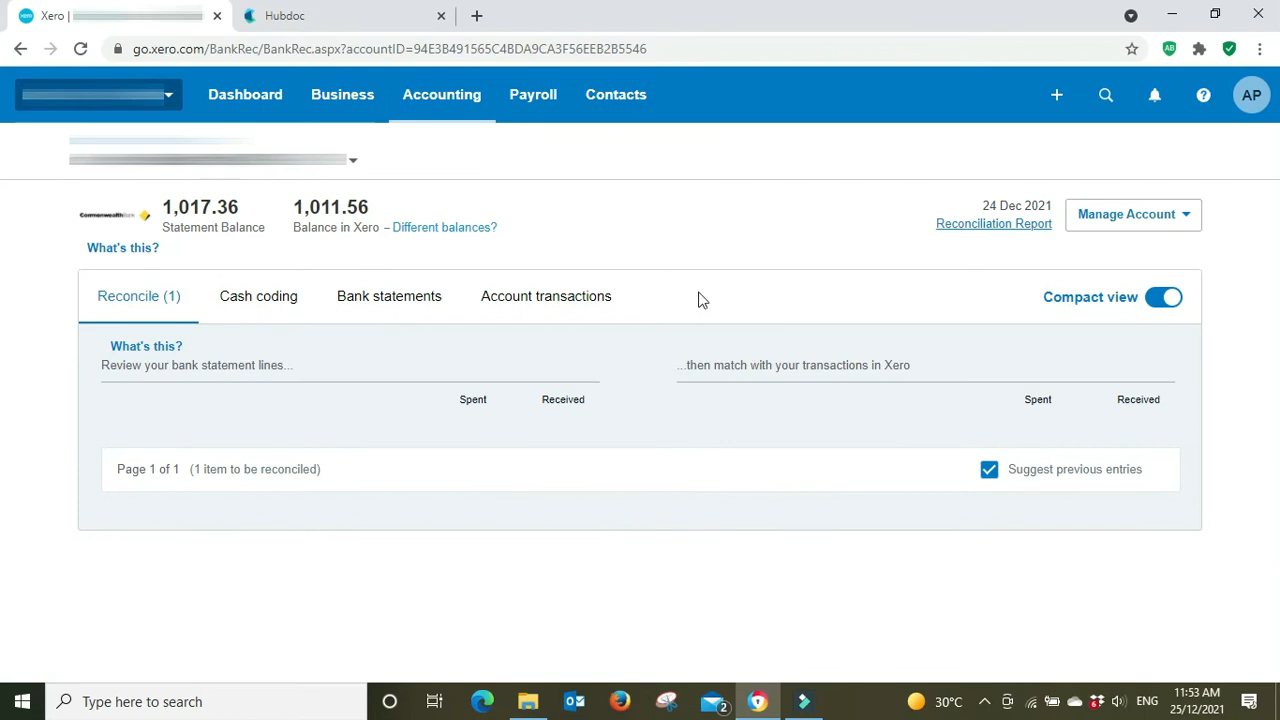 Xero |
Hubdoc
go.xero.com/BankRec/BankRec.aspx?accountID=94E3B491565C4BDA9CA3F56EEB2B5546
AB
Dashboard Business Accounting Payroll Contacts
AP
CommonwealthBank
1,017.36
Statement Balance
1,011.56
Balance in Xero – Different balances?
What's this?
24 Dec 2021
Reconciliation Report
Manage Account
Reconcile (1) Cash coding Bank statements Account transactions
Compact view
What's this?
Review your bank statement lines...
...then match with your transactions in Xero
Spent Received
Spent Received
Page 1 of 1 (1 item to be reconciled)
Suggest previous entries
Type here to search
2
30°C
6
ENG
11:53 AM
25/12/2021